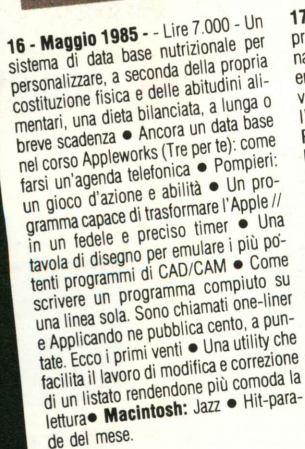 16 - Maggio 1985 - - Lire 7.000 - Un
sistema di data base nutrizionale per
personalizzare, a seconda della propria
costituzione fisica e delle abitudini ali-
mentari, una dieta bilanciata, a lungo o
breve scadenza ● Ancora un data base
nel corso Appleworks (Tre per te): come
farsi un'agenda telefonica ● Pompieri:
un gioco d'azione e abilità ● Un pro-
gramma capace di trasformare l'Apple //
in un fedele e preciso timer ● Una
tavola di disegno per emulare i più po-
tenti programmi di CAD/CAM ● Come
scrivere un programma compiuto su
una linea sola. Sono chiamati one-liner
e Applicando ne pubblica cento, a pun-
tate. Ecco i primi venti ● Una utility che
facilita il lavoro di modifica e correzione
di un listato rendendone più comoda la
lettura● Macintosh: Jazz ● Hit-para-
de del mese.
17